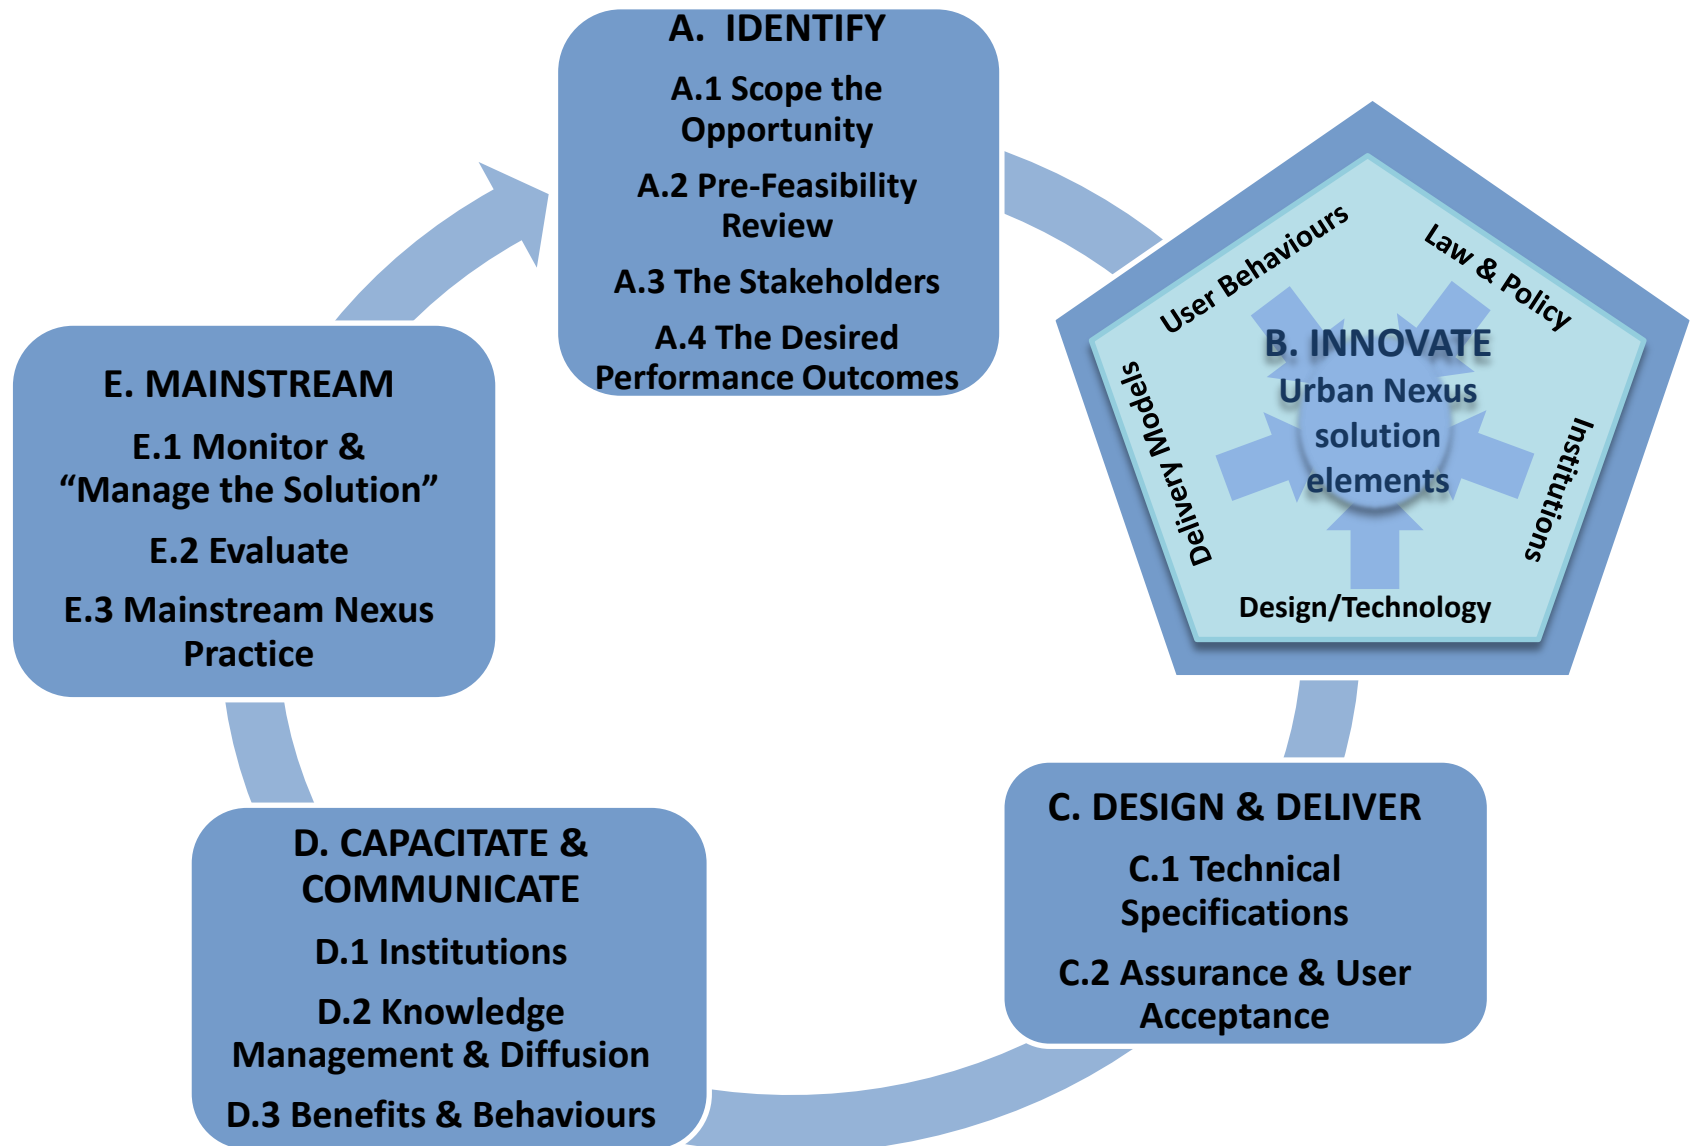 A. IDENTIFY
A.1 Scope the
Opportunity
A.2 Pre-Feasibility
Review
A.3 The Stakeholders
A.4 The Desired
Performance Outcomes
User Behaviours
Law & Policy
Delivery Models
Institutions
Design/Technology
B. INNOVATE
Urban Nexus
solution
elements
C. DESIGN & DELIVER
C.1 Technical
Specifications
C.2 Assurance & User
Acceptance
D. CAPACITATE &
COMMUNICATE
D.1 Institutions
D.2 Knowledge
Management & Diffusion
D.3 Benefits & Behaviours
E. MAINSTREAM
E.1 Monitor &
“Manage the Solution”
E.2 Evaluate
E.3 Mainstream Nexus
Practice